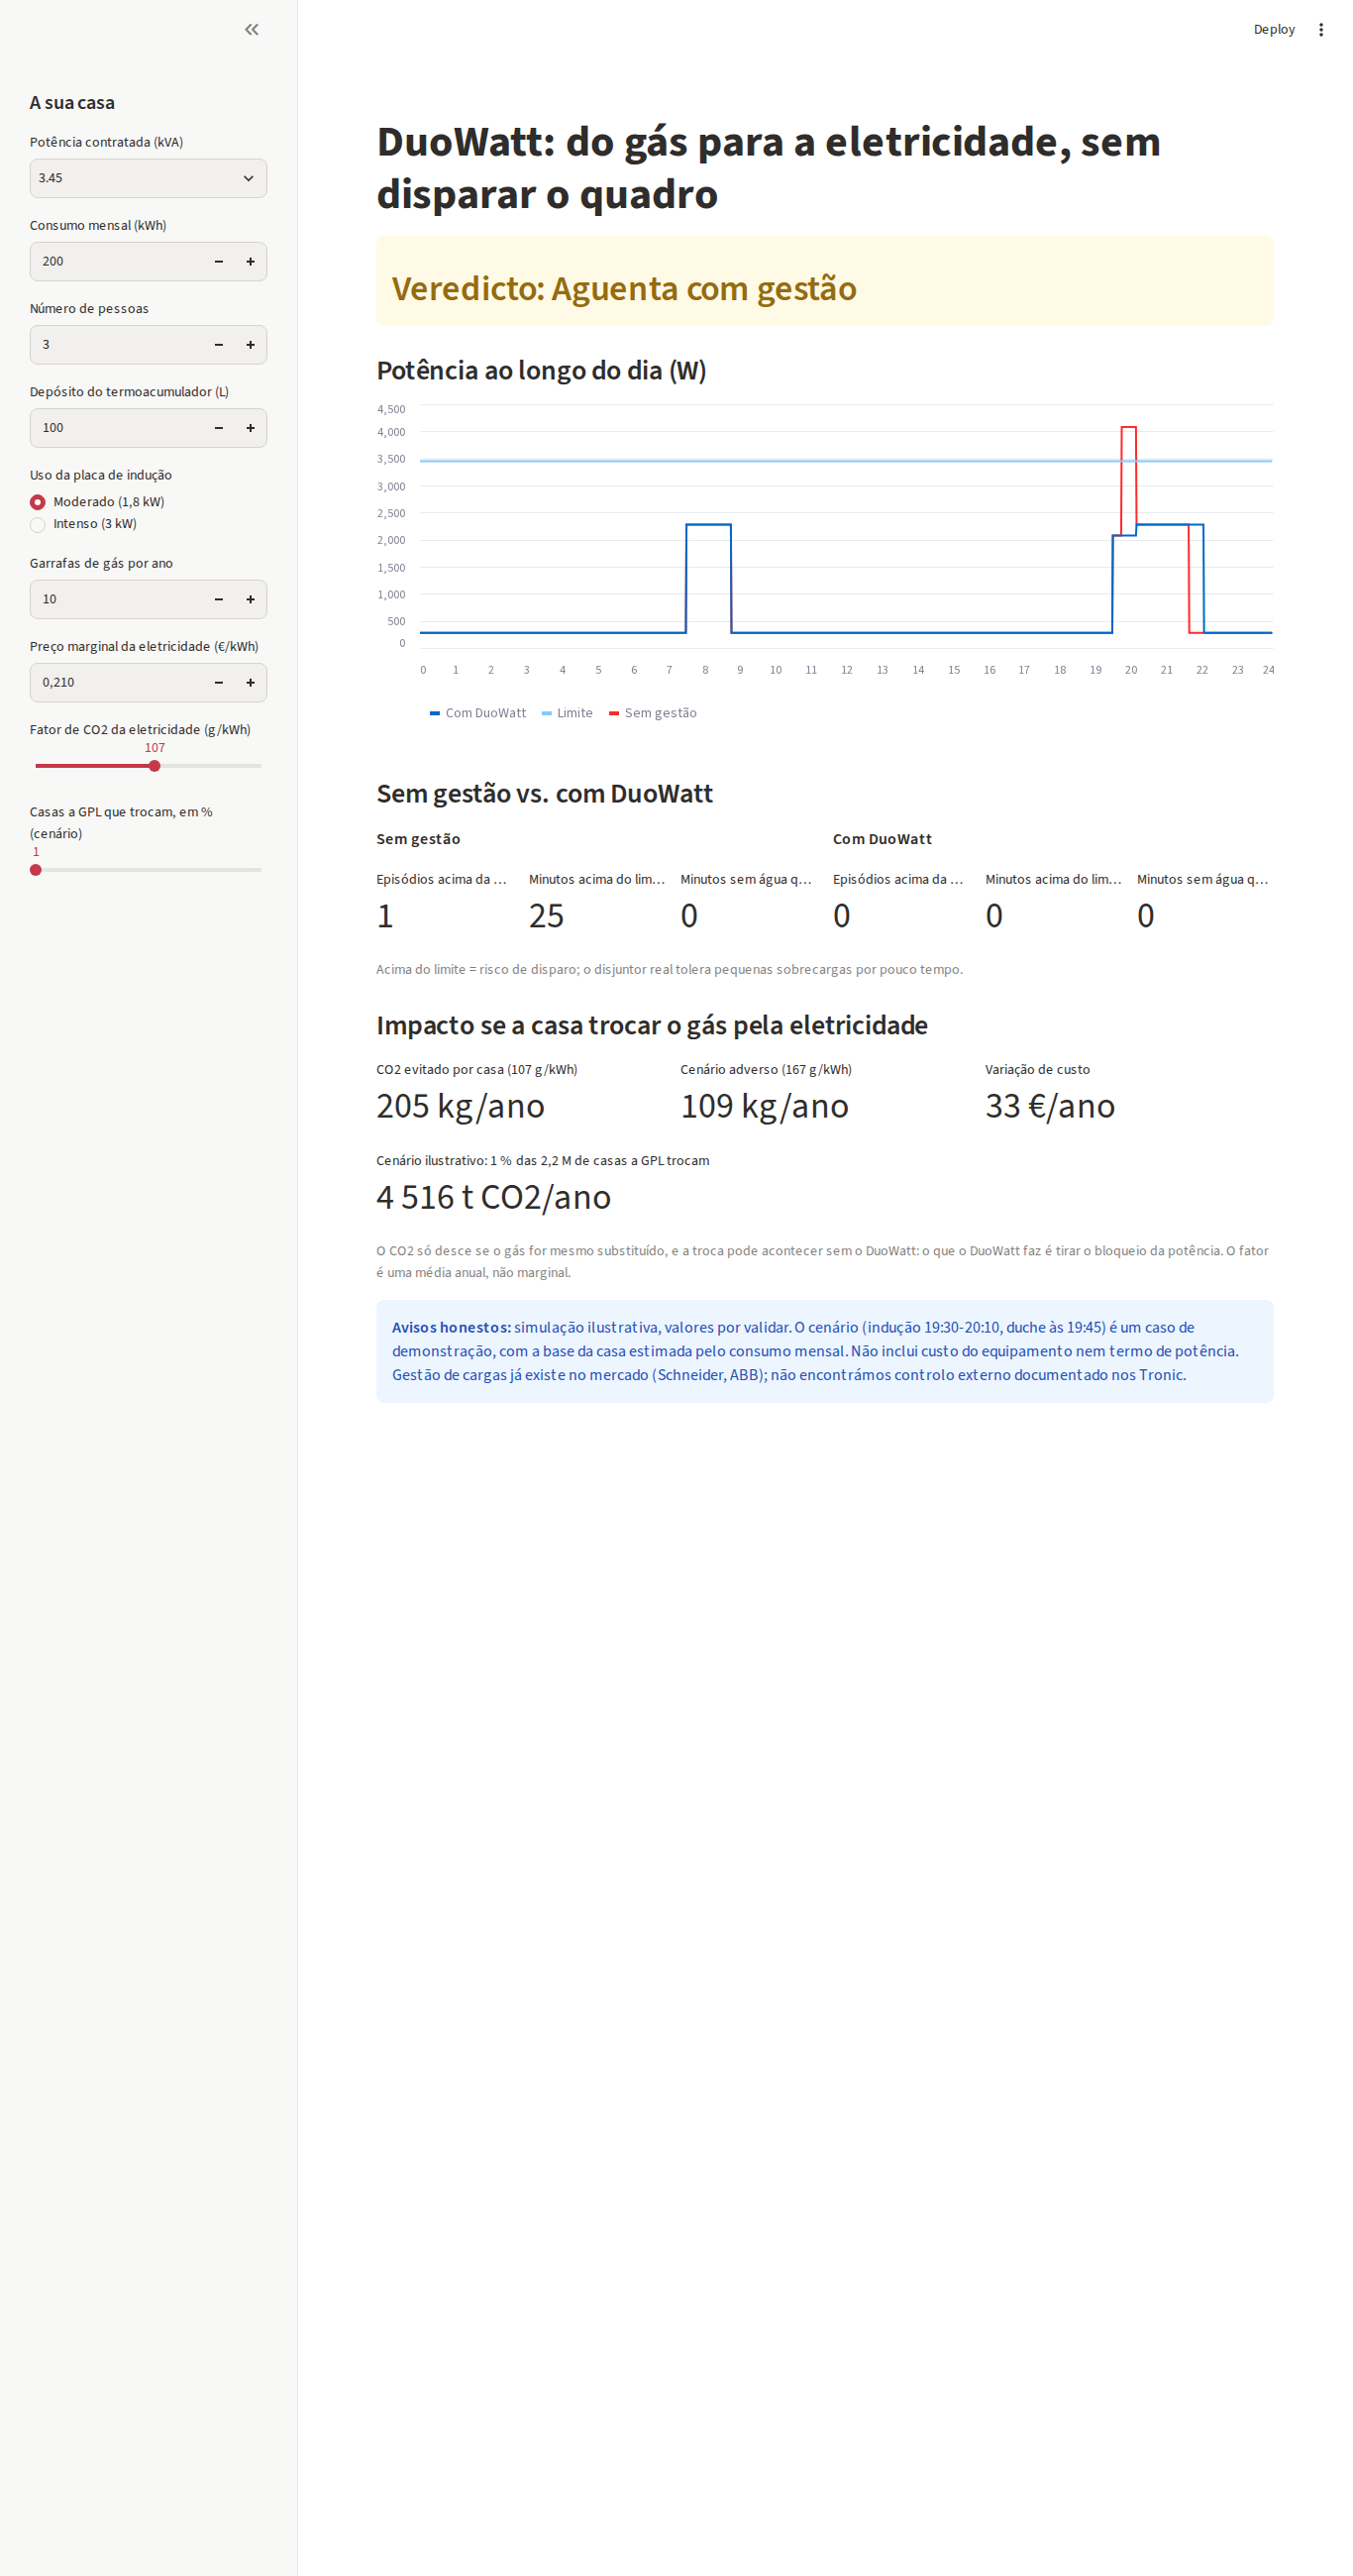 Deploy
A sua casa
Potência contratada (kVA)
3.45
Consumo mensal (kWh)
200
Número de pessoas
3
Depósito do termoacumulador (L)
100
Uso da placa de indução
Moderado (1,8 kW)
Intenso (3 kW)
Garrafas de gás por ano
10
Preço marginal da eletricidade (€/kWh)
0,210
Fator de CO2 da eletricidade (g/kWh)
107
Casas a GPL que trocam, em %
(cenário)
1
DuoWatt: do gás para a eletricidade, sem
disparar o quadro
Veredicto: Aguenta com gestão
Potência ao longo do dia (W)
4,500
4,000
3,500
3,000
2,500
2,000
1,500
1,000
500
0
0 1 2 3 4 5 6 7 8 9 10 11 12 13 14 15 16 17 18 19 20 21 22 23 24
Com DuoWatt Limite Sem gestão
Sem gestão vs. com DuoWatt
Sem gestão Com DuoWatt
Episódios acima da … Minutos acima do lim… Minutos sem água q… Episódios acima da … Minutos acima do lim… Minutos sem água q…
1 25 0 0 0 0
Acima do limite = risco de disparo; o disjuntor real tolera pequenas sobrecargas por pouco tempo.
Impacto se a casa trocar o gás pela eletricidade
CO2 evitado por casa (107 g/kWh) Cenário adverso (167 g/kWh) Variação de custo
205 kg/ano 109 kg/ano 33 €/ano
Cenário ilustrativo: 1 % das 2,2 M de casas a GPL trocam
4 516 t CO2/ano
O CO2 só desce se o gás for mesmo substituído, e a troca pode acontecer sem o DuoWatt: o que o DuoWatt faz é tirar o bloqueio da potência. O fator
é uma média anual, não marginal.
Avisos honestos: simulação ilustrativa, valores por validar. O cenário (indução 19:30-20:10, duche às 19:45) é um caso de
demonstração, com a base da casa estimada pelo consumo mensal. Não inclui custo do equipamento nem termo de potência.
Gestão de cargas já existe no mercado (Schneider, ABB); não encontrámos controlo externo documentado nos Tronic.